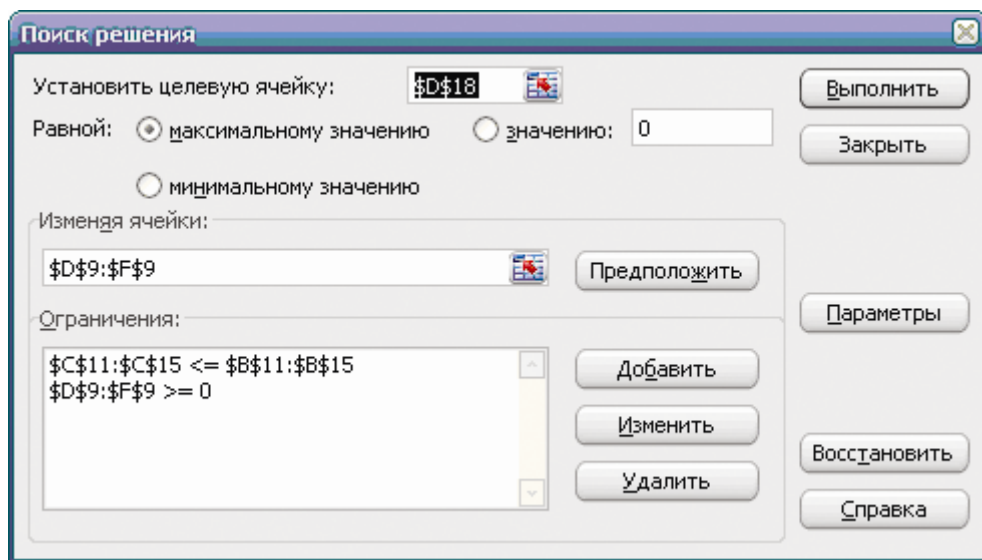 Поиск решения
Установить целевую ячейку: $D$18
Равной: максимальному значению значению: 0
минимальному значению
Изменяя ячейки:
$D$9:$F$9
Предположить
Ограничения:
$C$11:$C$15 <= $B$11:$B$15
$D$9:$F$9 >= 0
Добавить
Изменить
Удалить
Выполнить
Закрыть
Параметры
Восстановить
Справка